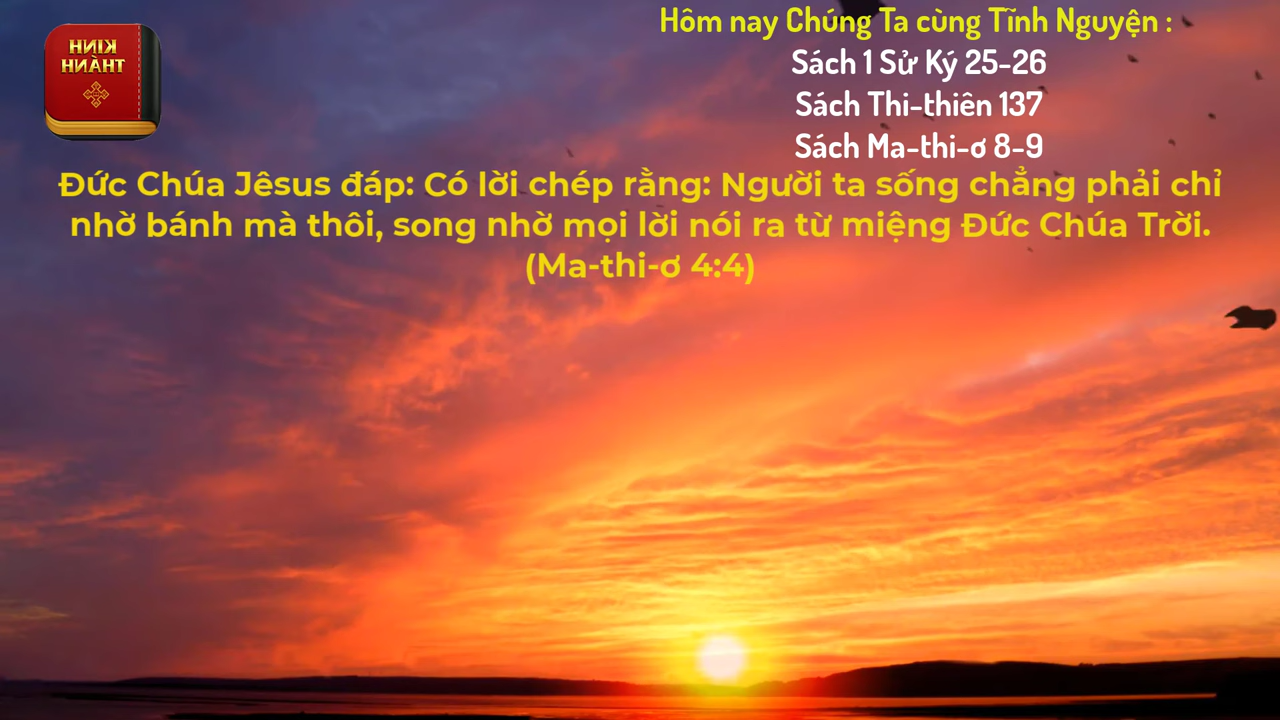 KINH
THÁNH
Hôm nay Chúng Ta cùng Tĩnh Nguyện :
Sách 1 Sử Ký 25-26
Sách Thi-thiên 137
Sách Ma-thi-ơ 8-9
Đức Chúa Jêsus đáp: Có lời chép rằng: Người ta sống chẳng phải chỉ
nhờ bánh mà thôi, song nhờ mọi lời nói ra từ miệng Đức Chúa Trời.
(Ma-thi-ơ 4:4)